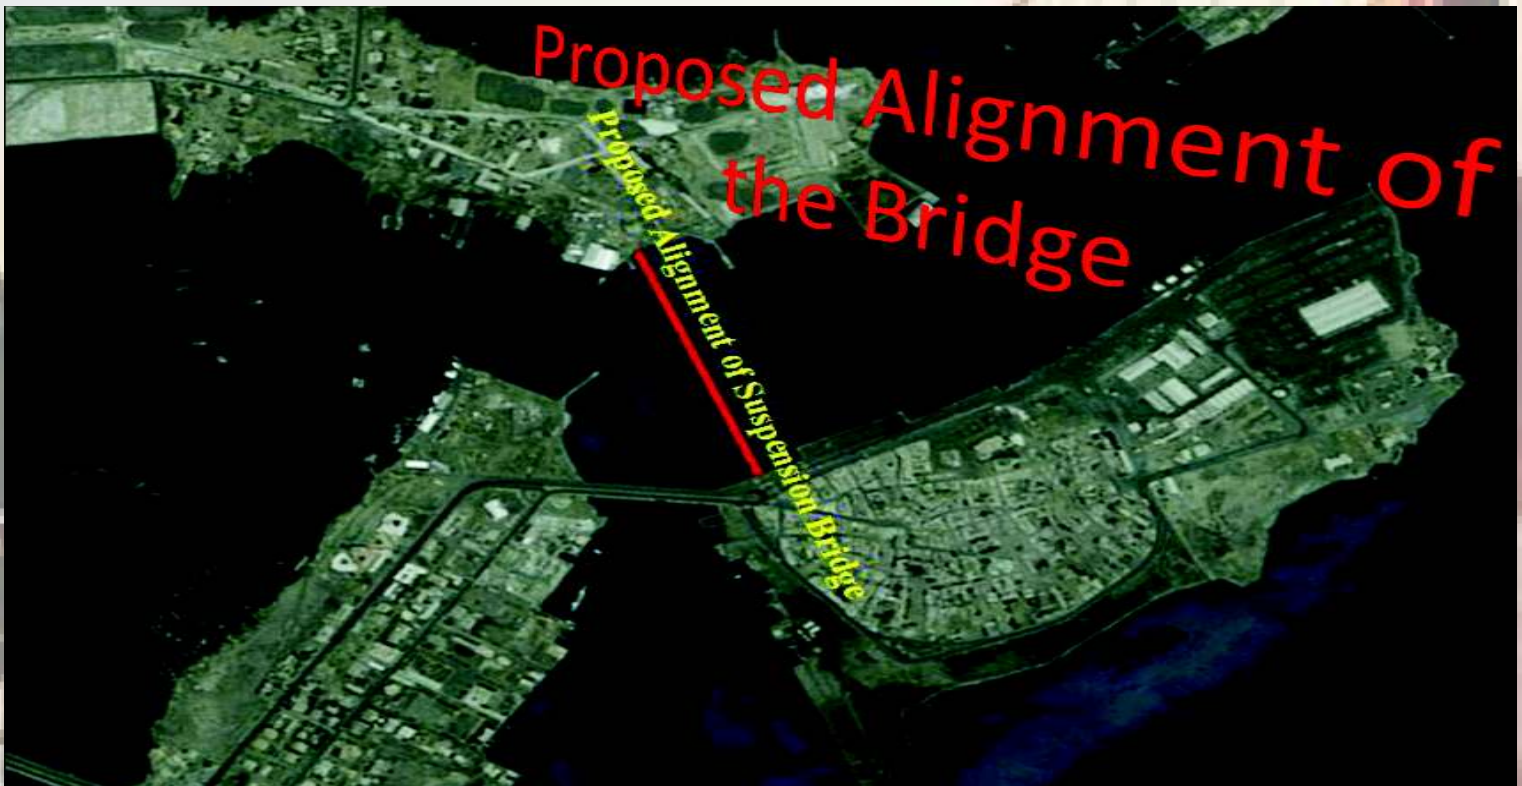 Proposed Alignment of
the Bridge
Proposed Alignment of Suspension Bridge